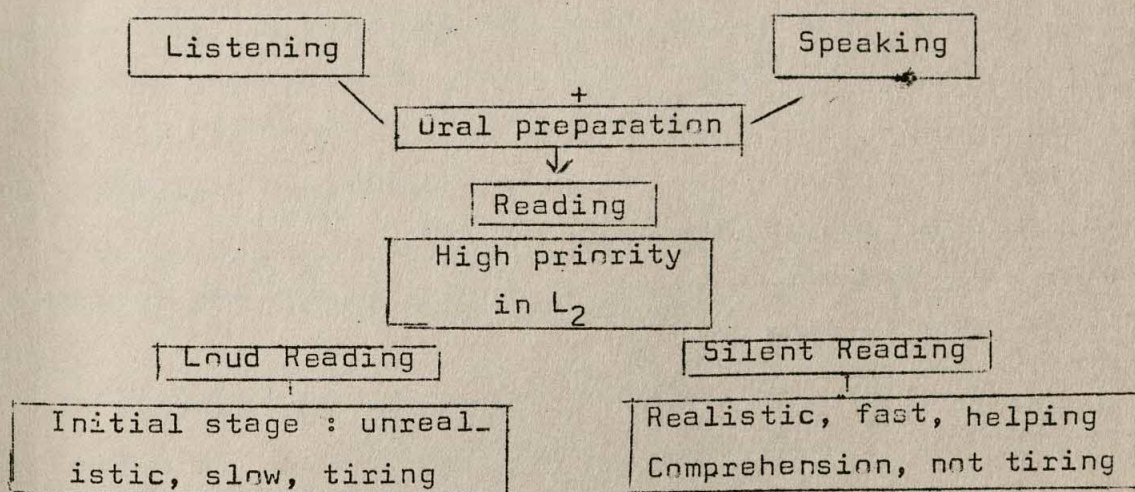 Listening
Speaking
+
Oral preparation
Reading
High priority
in L₂
Loud Reading
Silent Reading
Initial stage : unreal_
istic, slow, tiring
Realistic, fast, helping
Comprehension, not tiring